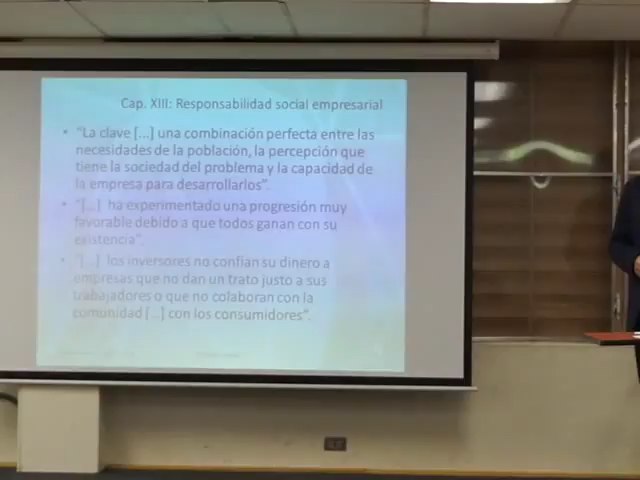 Cap. XIII: Responsabilidad social empresarial
• "La clave [...] una combinación perfecta entre las
necesidades de la población, la percepción que
tiene la sociedad del problema y la capacidad de
la empresa para desarrollarlos".
• "[...] ha experimentado una progresión muy
favorable debido a que todos ganan con su
existencia".
• "[...] los inversores no confían su dinero a
empresas que no dan un trato justo a sus
trabajadores o que no colaboran con la
comunidad [...] con los consumidores".